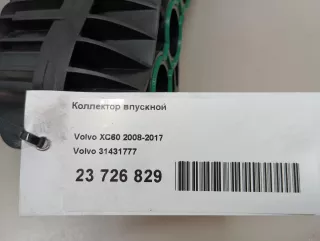 Коллектор впускной
Volvo XC60 2008-2017
Volvo 31431777
23 726 829